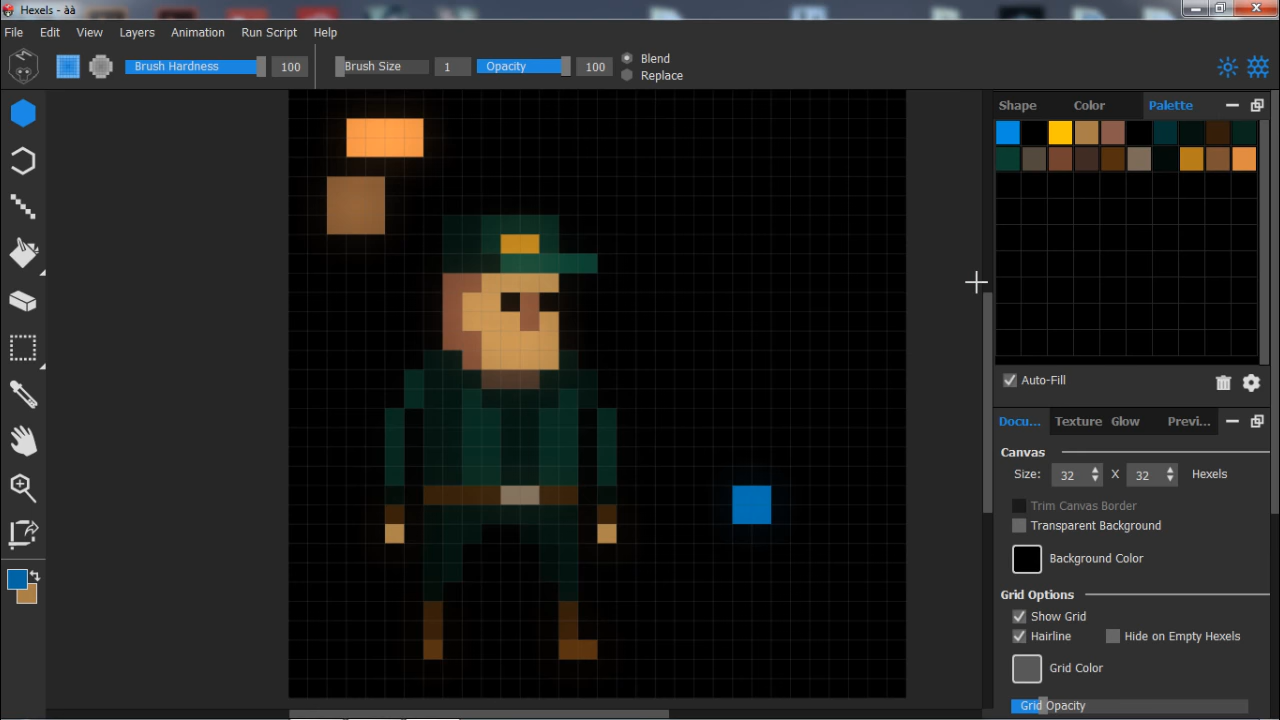 Hexels - àà
File Edit View Layers Animation Run Script Help
Brush Hardness 100 Brush Size 1 Opacity 100 Blend
Replace
Shape Color Palette
Auto-Fill
Docu... Texture Glow Previ...
Canvas
Size: 32 X 32 Hexels
Trim Canvas Border
Transparent Background
Background Color
Grid Options
Show Grid
Hairline Hide on Empty Hexels
Grid Color
Grid Opacity